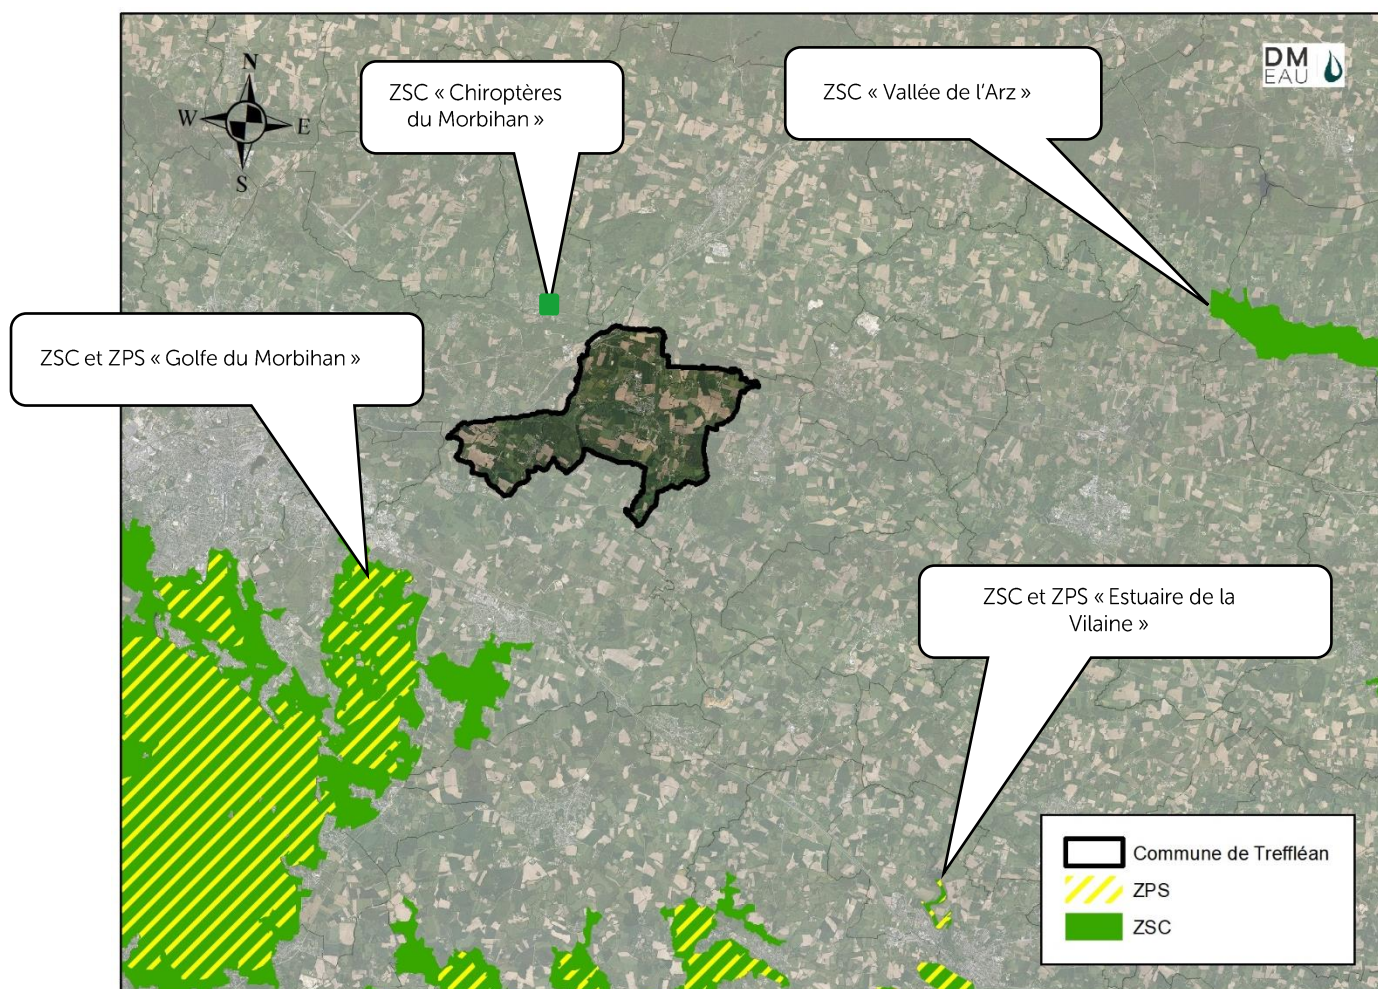 N
W
E
S
ZSC « Chiroptères
du Morbihan »
ZSC « Vallée de l'Arz »
DM
EAU
ZSC et ZPS « Golfe du Morbihan »
ZSC et ZPS « Estuaire de la
Vilaine »
Commune de Taffléan
ZPS
ZSC